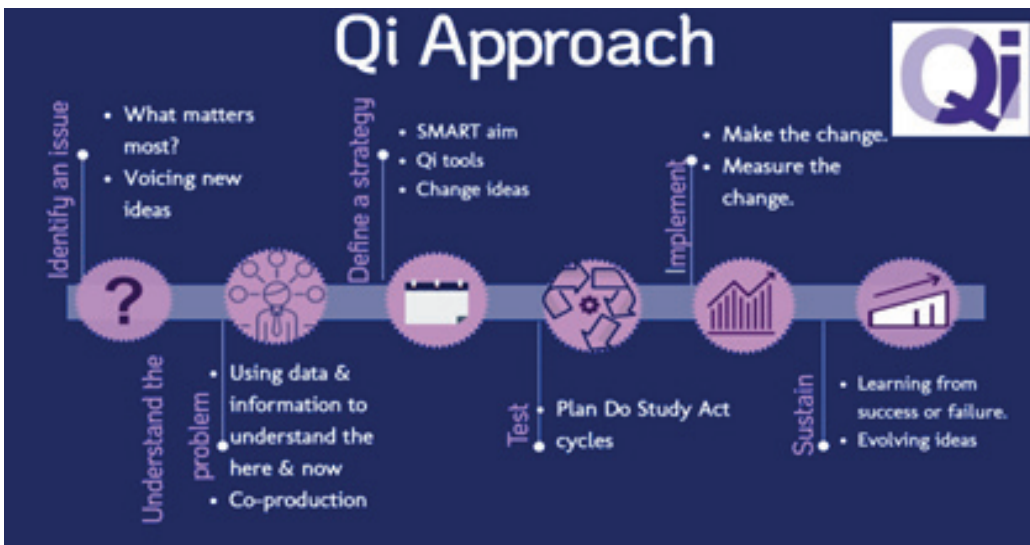 Qi Approach
Qi
Identify an issue
• What matters
most?
• Voicing new
ideas
?
Understand the
problem
• Using data &
information to
understand the
here & now
• Co-production
Define a strategy
• SMART aim
• Qi tools
• Change ideas
Test
• Plan Do Study Act
cycles
Implement
• Make the change.
• Measure the
change.
Sustain
• Learning from
success or failure.
• Evolving ideas